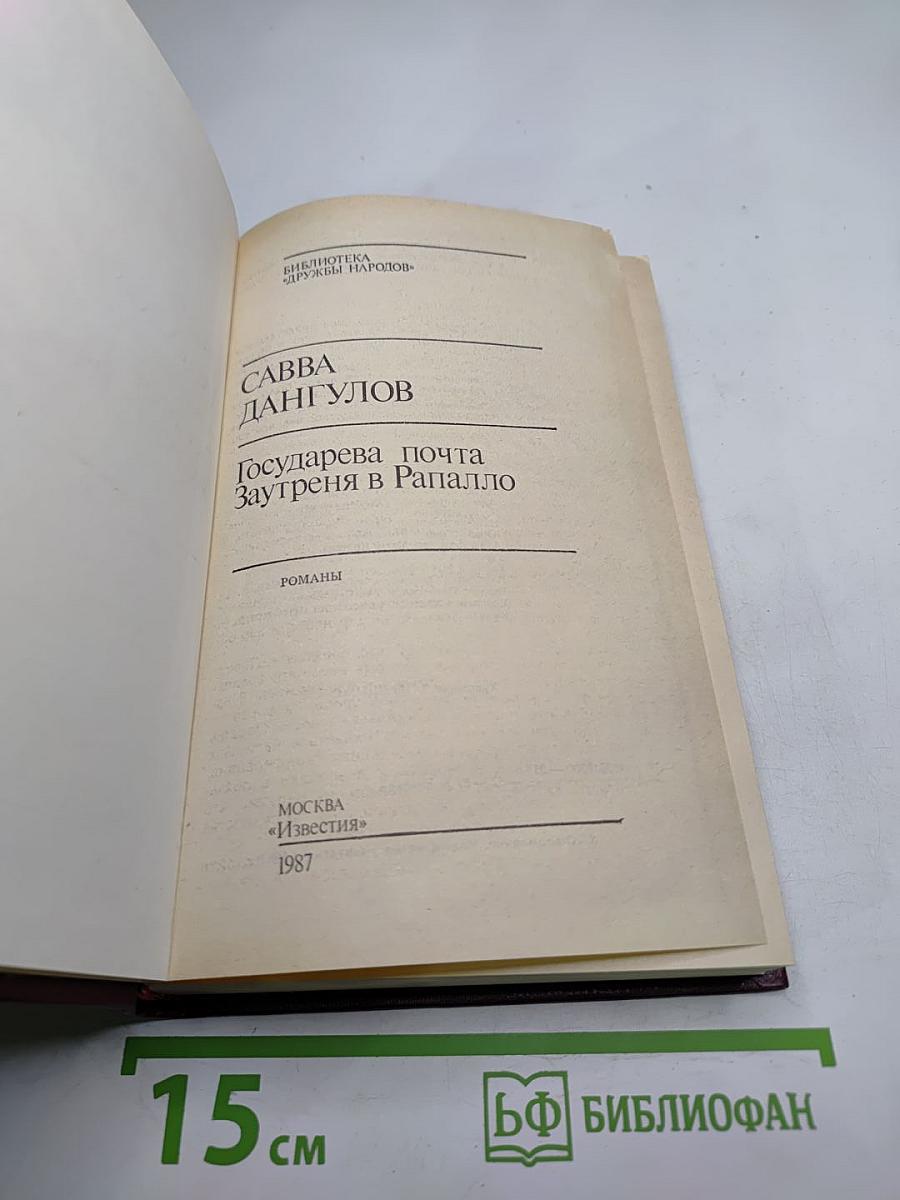 БИБЛИОТЕКА
«ДРУЖБЫ НАРОДОВ»
САВВА
ДАНГУЛОВ
Государева почта
Заутреня в Рапалло
РОМАНЫ
МОСКВА
«Известия»
1987
15 см
БФ БИБЛИОФАН